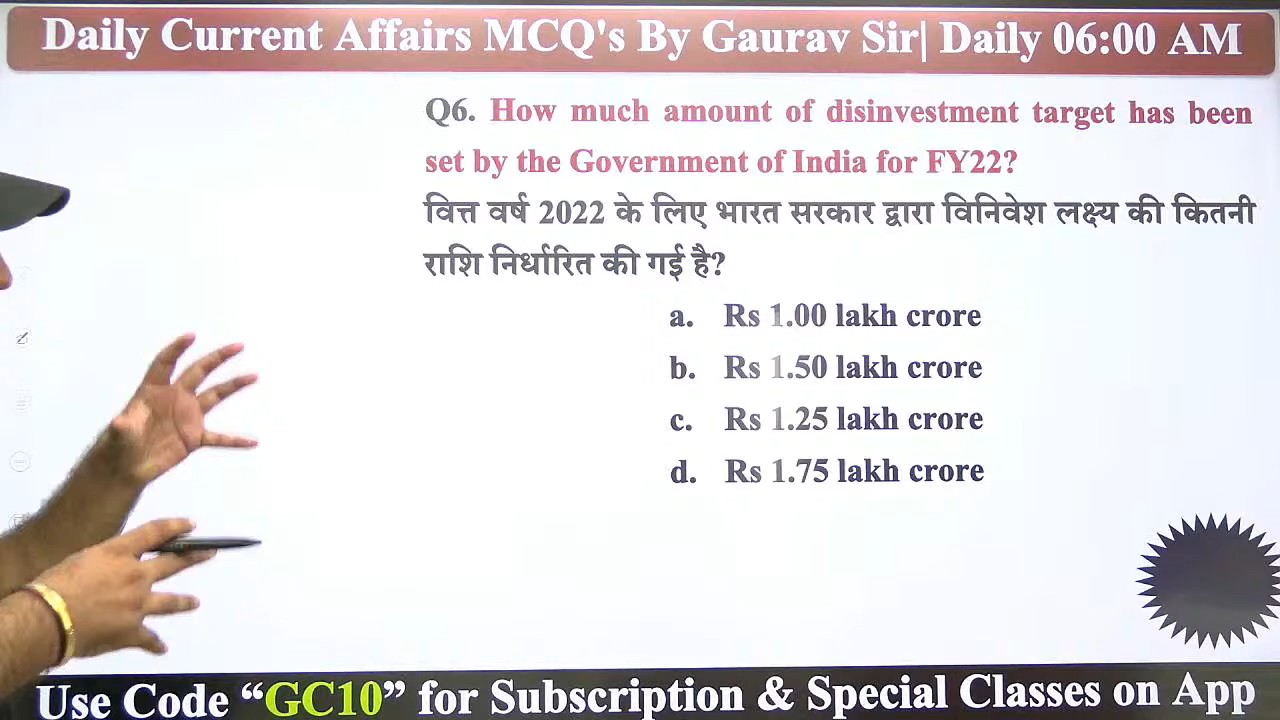 Daily Current Affairs MCQ's By Gaurav Sir| Daily 06:00 AM
Q6. How much amount of disinvestment target has been
set by the Government of India for FY22?
वित्त वर्ष 2022 के लिए भारत सरकार द्वारा विनिवेश लक्ष्य की कितनी
राशि निर्धारित की गई है?
a. Rs 1.00 lakh crore
b. Rs 1.50 lakh crore
c. Rs 1.25 lakh crore
d. Rs 1.75 lakh crore
Use Code “GC10” for Subscription & Special Classes on App